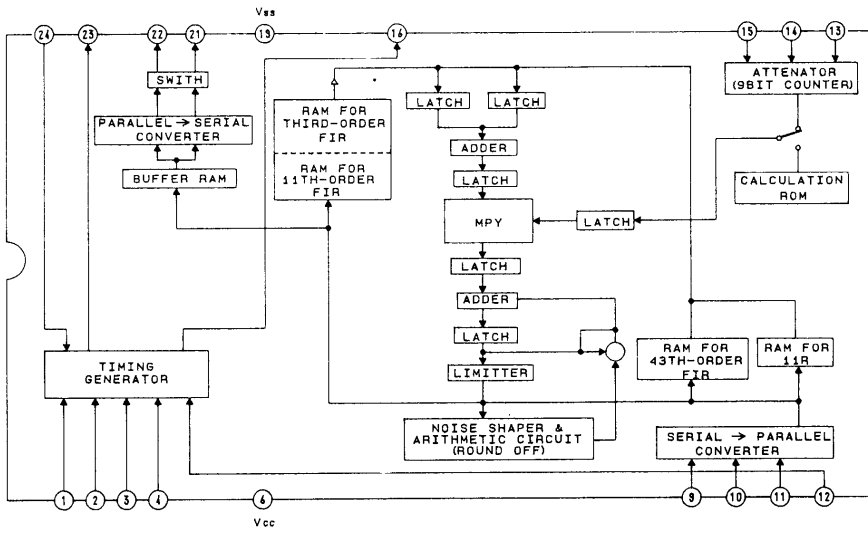 Vss
24 23 22 21 19 16 15 14 13
SWITH
PARALLEL → SERIAL
CONVERTER
BUFFER RAM
RAM FOR
THIRD-ORDER
FIR
RAM FOR
11TH-ORDER
FIR
LATCH
LATCH
ADDER
LATCH
MPY
LATCH
LATCH
ADDER
LATCH
LIMITTER
NOISE SHAPER &
ARITHMETIC CIRCUIT
(ROUND OFF)
ATTENATOR
(9BIT COUNTER)
CALCULATION
ROM
TIMING
GENERATOR
RAM FOR
43TH-ORDER
FIR
RAM FOR
11R
SERIAL → PARALLEL
CONVERTER
1 2 3 4 6 9 10 11 12
Vcc